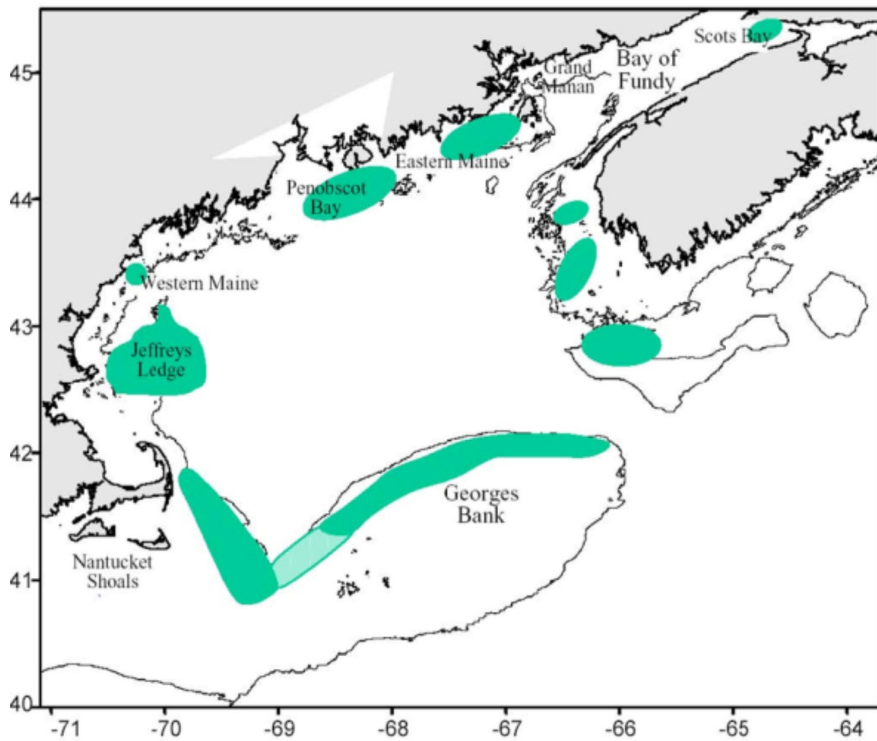 Scots Bay
45
Bay of
Fundy
Grand
Manan
Eastern Maine
44
Penobscot
Bay
Western Maine
43
Jeffreys
Ledge
42
Georges
Bank
Nantucket
Shoals
41
40
-71 -70 -69 -68 -67 -66 -65 -64